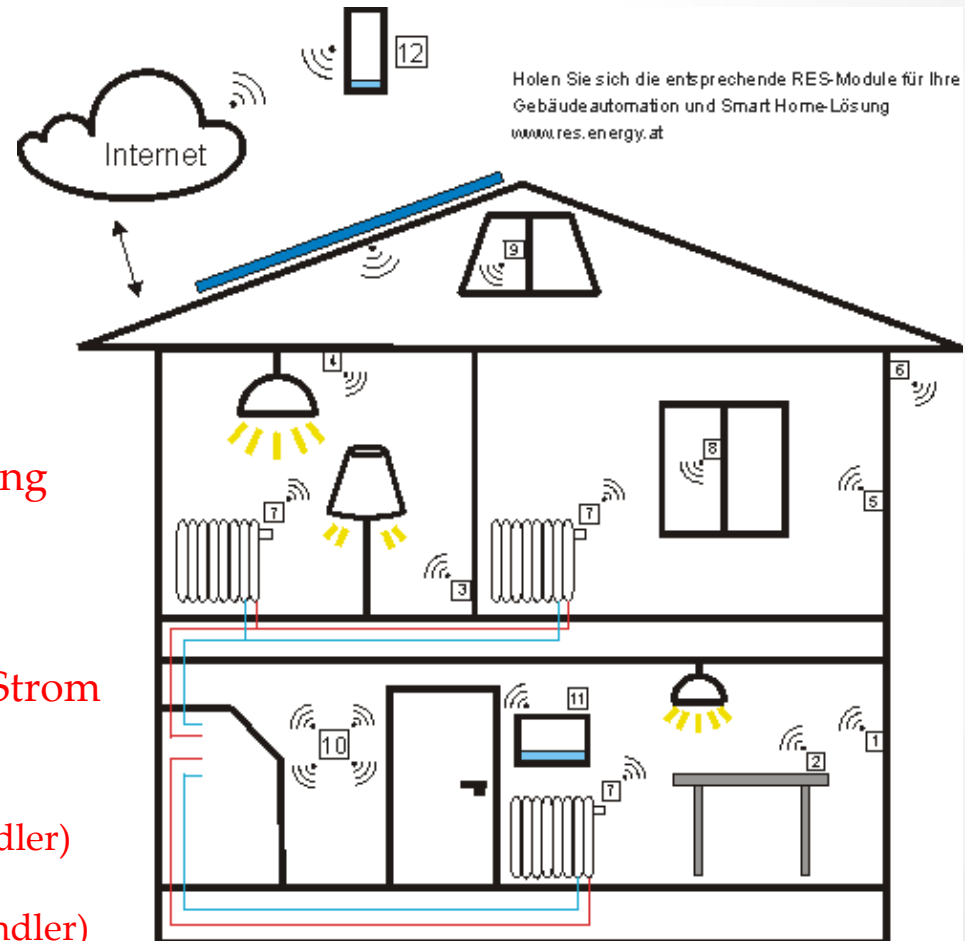 12
Holen Sie sich die entsprechende RES-Module für Ihre
Gebäudeautomation und Smart Home-Lösung
www.res.energy.at
Internet
9
4
6
8
ng
7
7
5
3
Strom
11
10
1
2
7
dler)
ndler)